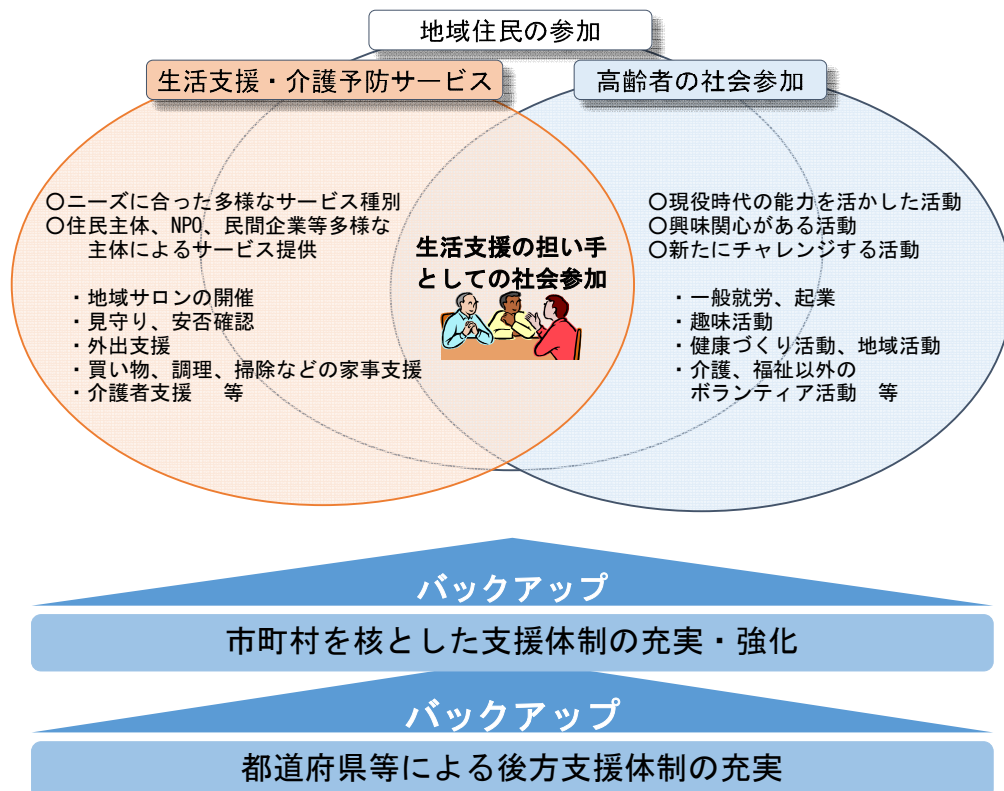 地域住民の参加
生活支援・介護予防サービス
高齢者の社会参加
〇ニーズに合った多様なサービス種別
〇住民主体、NPO、民間企業等多様な
主体によるサービス提供
・地域サロンの開催
・見守り、安否確認
・外出支援
・買い物、調理、掃除などの家事支援
・介護者支援　等
生活支援の担い手
としての社会参加
〇現役時代の能力を活かした活動
〇興味関心がある活動
〇新たにチャレンジする活動
・一般就労、起業
・趣味活動
・健康づくり活動、地域活動
・介護、福祉以外の
ボランティア活動　等
バックアップ
市町村を核とした支援体制の充実・強化
バックアップ
都道府県等による後方支援体制の充実